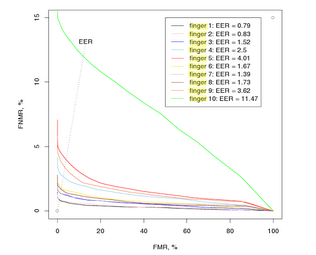 EER
finger 1: EER = 0.79
finger 2: EER = 0.83
finger 3: EER = 1.52
finger 4: EER = 2.5
finger 5: EER = 4.01
finger 6: EER = 1.67
finger 7: EER = 1.39
finger 8: EER = 1.73
finger 9: EER = 3.62
finger 10: EER = 11.47
FNMR, %
15
10
5
0
0
20
40
60
80
100
FMR, %